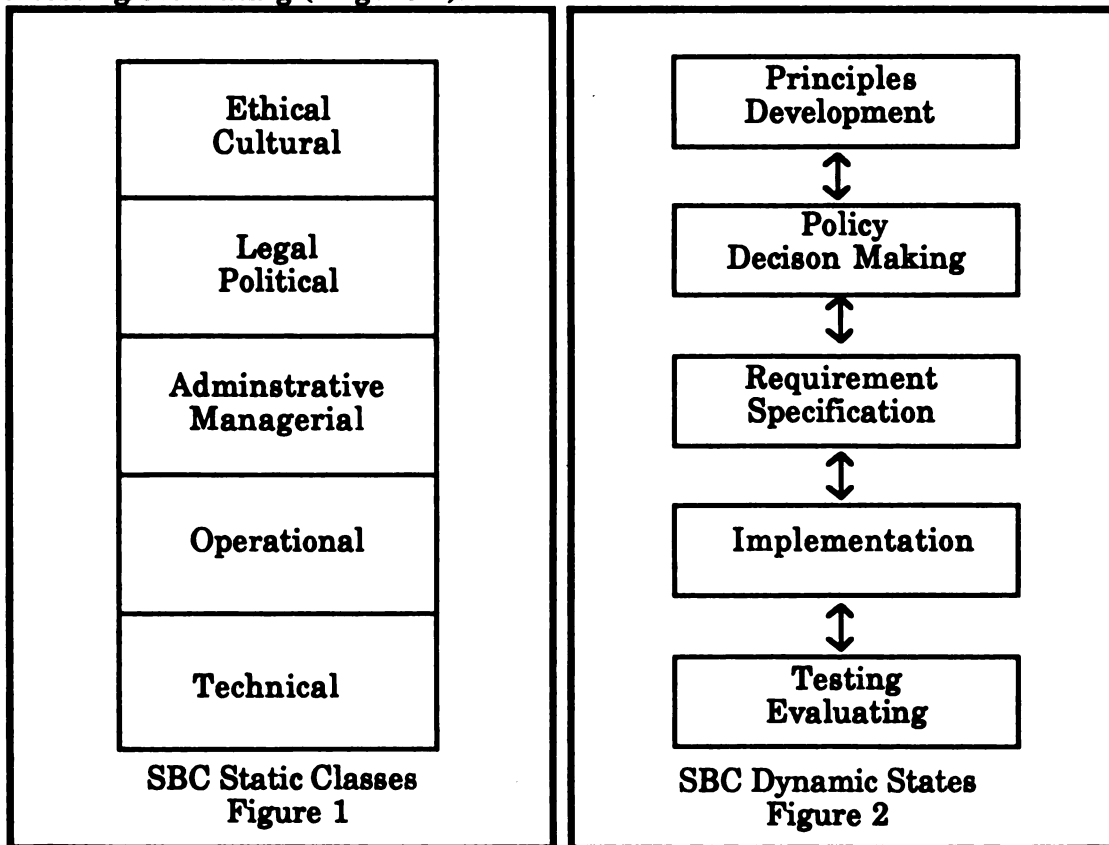 Ethical
Cultural
Legal
Political
Adminstrative
Managerial
Operational
Technical
SBC Static Classes
Figure 1
Principles
Development
Policy
Decison Making
Requirement
Specification
Implementation
Testing
Evaluating
SBC Dynamic States
Figure 2